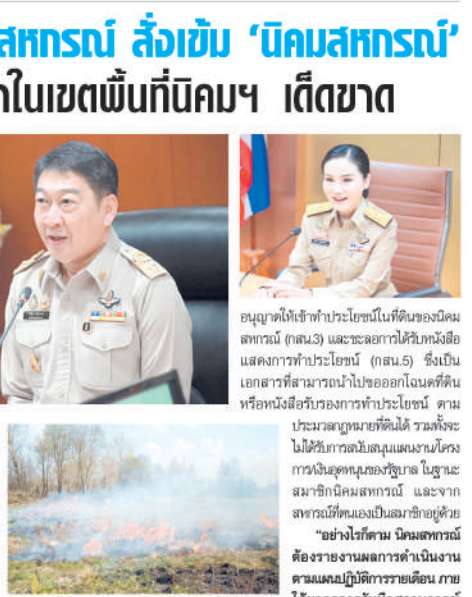 สหกรณ์ สั่งเข้ม ‘นิคมสหกรณ์’
ในเขตพื้นที่นิคมฯ เด็ดขาด
อนุญาตให้เข้าทำประโยชน์ในที่ดินของนิคม
สหกรณ์ (กสน.3) และชะลอการได้รับหนังสือ
แสดงการทำประโยชน์ (กสน.5) ซึ่งเป็น
เอกสารที่สามารถนำไปขอออกโฉนดที่ดิน
หรือหนังสือรับรองการทำประโยชน์ ตาม
ประมวลกฎหมายที่ดินได้ รวมทั้งจะ
ไม่ได้รับการสนับสนุนแผนงาน/โครง
การ/เงินอุดหนุนของรัฐบาล ในฐานะ
สมาชิกนิคมสหกรณ์ และจาก
สหกรณ์ที่ตนเองเป็นสมาชิกอยู่ด้วย
“อย่างไรก็ตาม นิคมสหกรณ์
ต้องรายงานผลการดำเนินงาน
ตามแผนปฏิบัติการรายเดือน ภาย